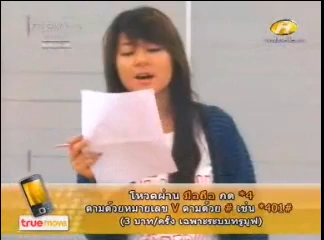 โหวตผ่าน มือถือ กด *4
ตามด้วยหมายเลข V ตามด้วย # เช่น *401#
(3 บาท/ครั้ง เฉพาะระบบทรูมูฟ)
truemove